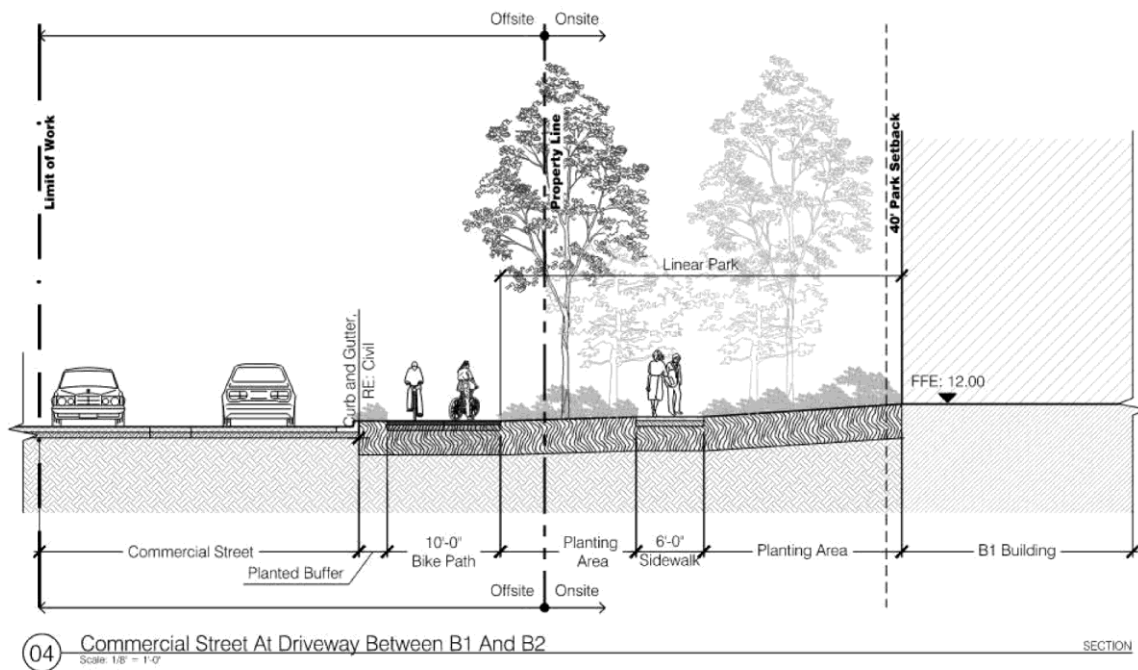 Offsite
Onsite
Limit of Work
Property Line
40' Park Setback
Linear Park
Curb and Gutter,
RE: Civil
FFE: 12.00
Commercial Street
Planted Buffer
10'-0"
Bike Path
Planting
Area
6'-0"
Sidewalk
Planting Area
B1 Building
Offsite
Onsite
04
Commercial Street At Driveway Between B1 And B2
Scale: 1/8" = 1'-0"
SECTION